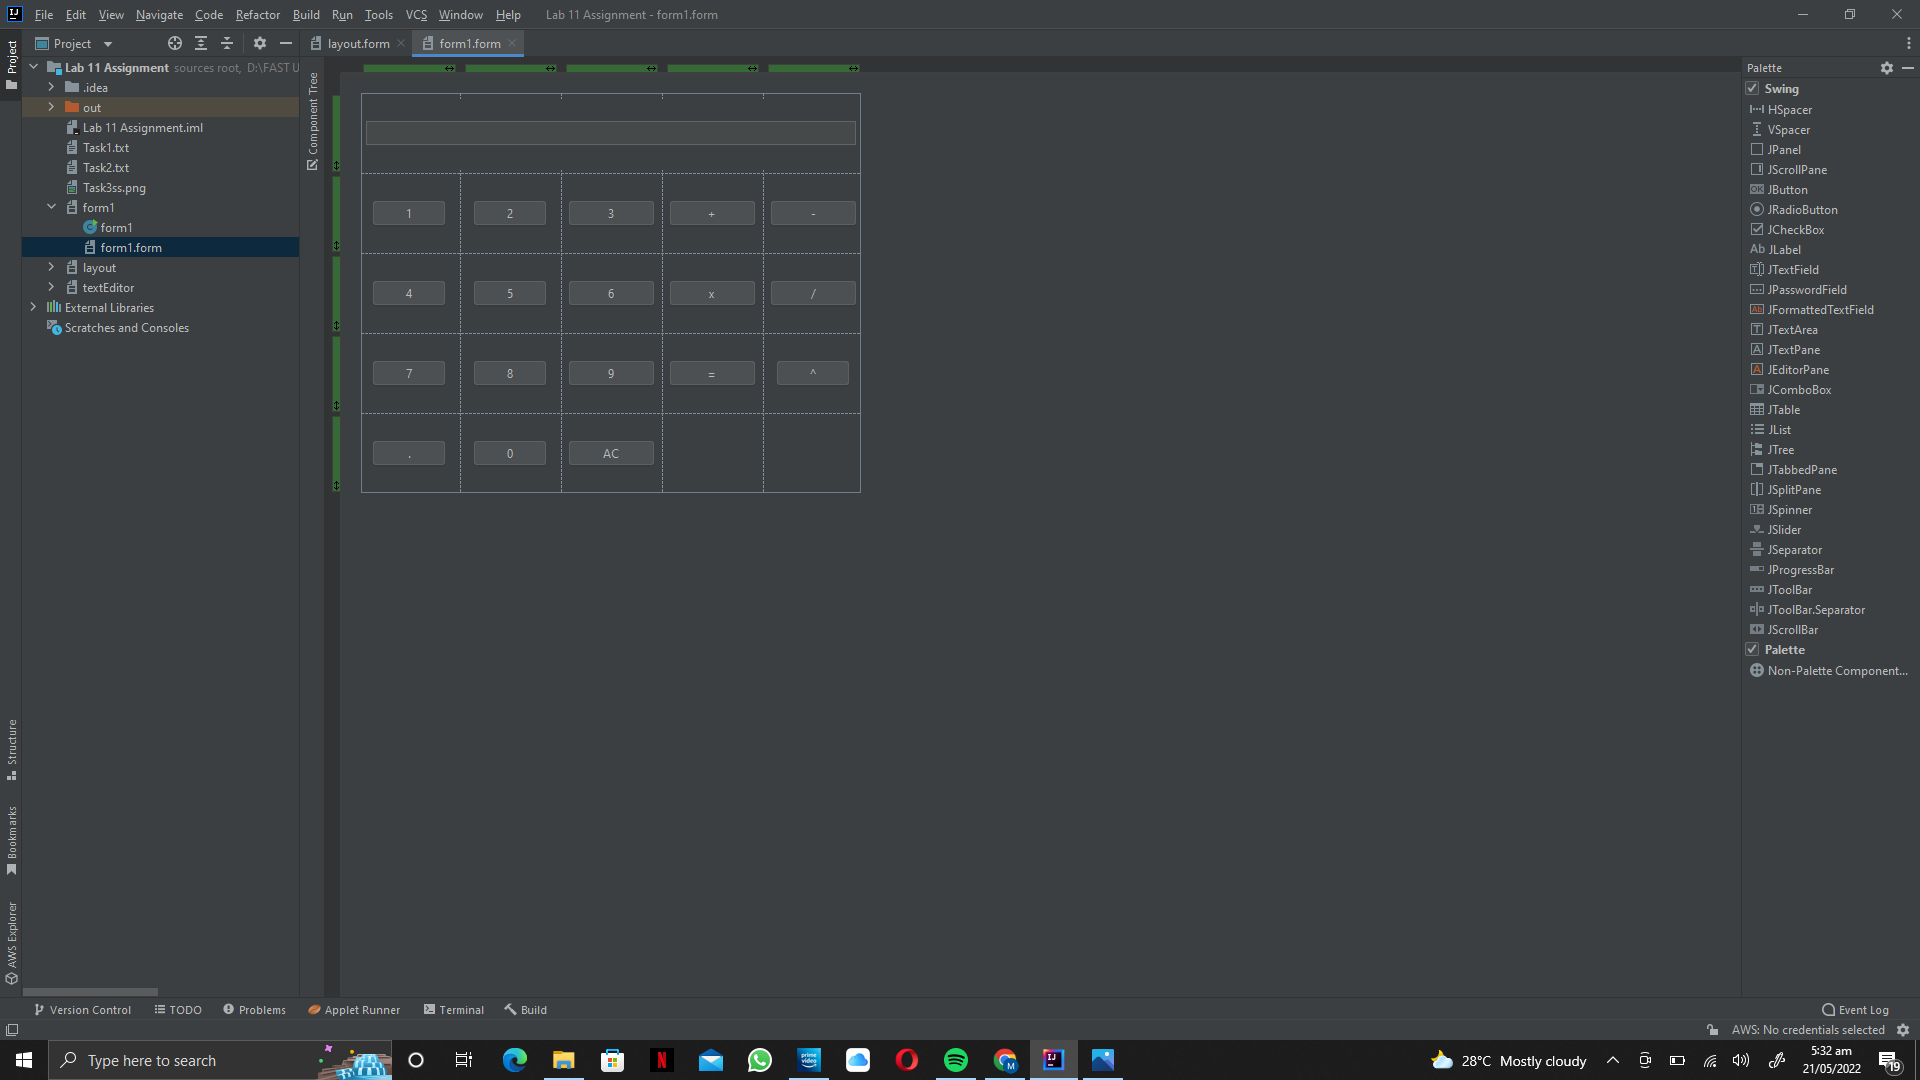 File Edit View Navigate Code Refactor Build Run Tools VCS Window Help Lab 11 Assignment - form1.form
Project
Project
layout.form
form1.form
Lab 11 Assignment sources root, D:\FAST U
.idea
out
Lab 11 Assignment.iml
Task1.txt
Task2.txt
Task3ss.png
form1
form1
form1.form
layout
textEditor
External Libraries
Scratches and Consoles
Structure
Bookmarks
AWS Explorer
Component Tree
1 2 3 + -
4 5 6 x /
7 8 9 = ^
. 0 AC
Palette
Swing
HSpacer
VSpacer
JPanel
JScrollPane
JButton
JRadioButton
JCheckBox
JLabel
JTextField
JPasswordField
JFormattedTextField
JTextArea
JTextPane
JEditorPane
JComboBox
JTable
JList
JTree
JTabbedPane
JSplitPane
JSpinner
JSlider
JSeparator
JProgressBar
JToolBar
JToolBar.Separator
JScrollBar
Palette
Non-Palette Component...
Version Control TODO Problems Applet Runner Terminal Build Event Log
AWS: No credentials selected
Type here to search
28°C Mostly cloudy
5:32 am
21/05/2022
19